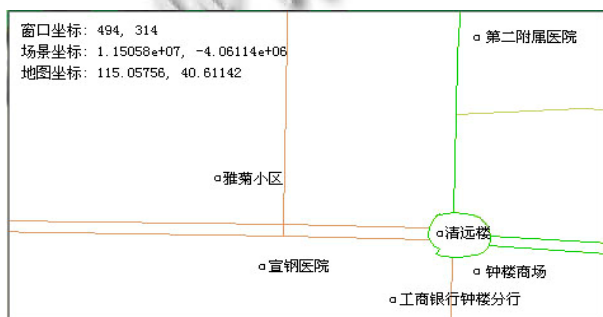 窗口坐标: 494, 314
场景坐标: 1.15058e+07, -4.06114e+06
地图坐标: 115.05756, 40.61142
第二附属医院
雅菊小区
清远楼
宣钢医院
钟楼商场
工商银行钟楼分行